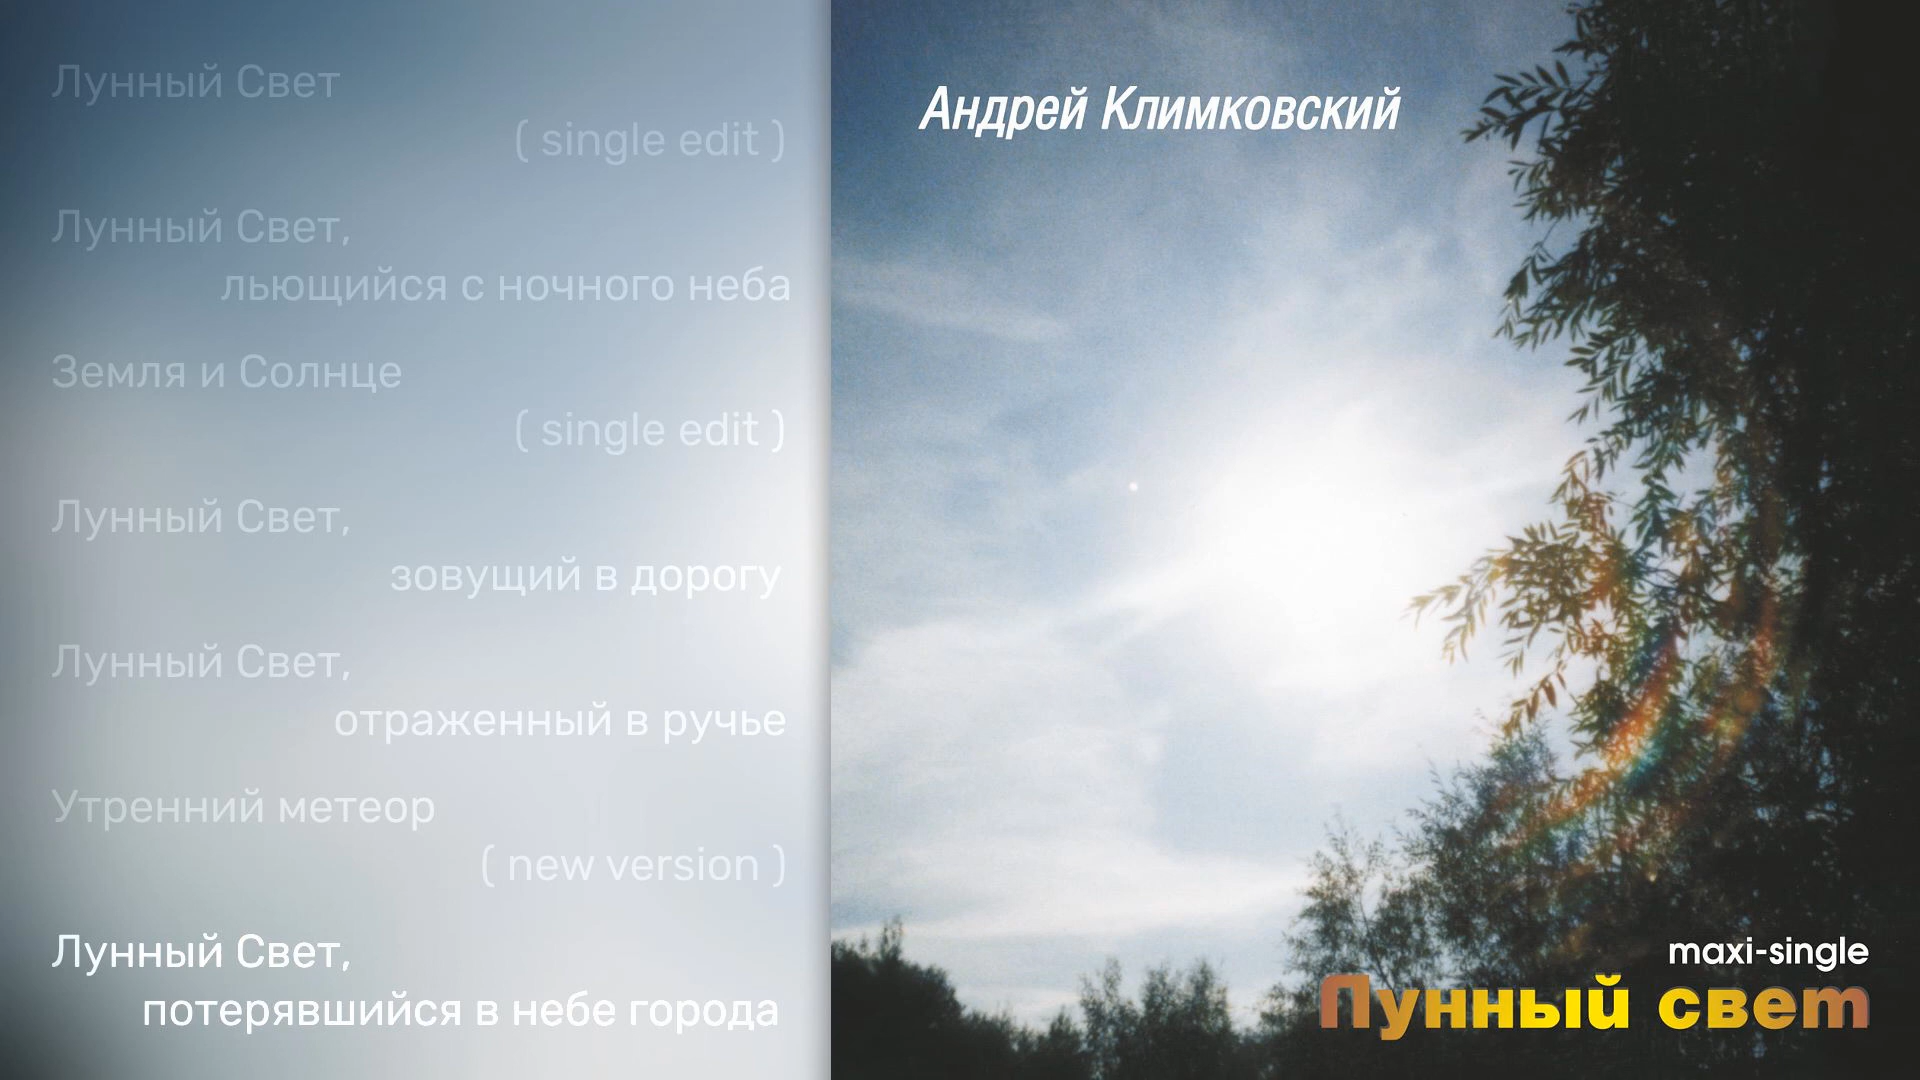 Лунный Свет
( single edit )
Лунный Свет,
льющийся с ночного неба
Земля и Солнце
( single edit )
Лунный Свет,
зовущий в дорогу
Лунный Свет,
отраженный в ручье
Утренний метеор
( new version )
Лунный Свет,
потерявшийся в небе города
Андрей Климковский
maxi-single
Лунный свет